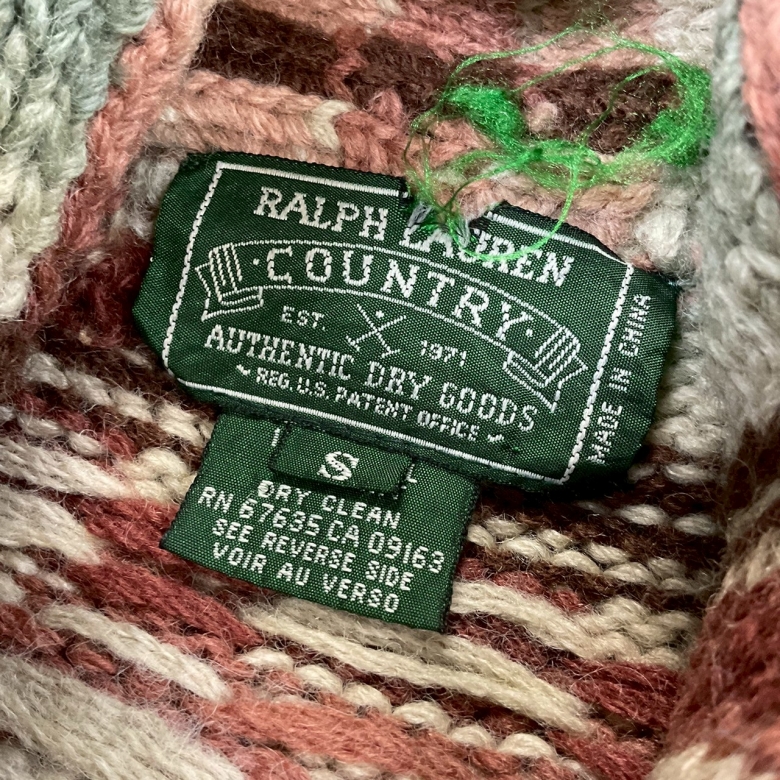 RALPH LAUREN
·COUNTRY·
EST. 1971
AUTHENTIC DRY GOODS
REG. U.S. PATENT OFFICE
MADE IN CHINA
S
DRY CLEAN
RN 67635 CA 09163
SEE REVERSE SIDE
VOIR AU VERSO